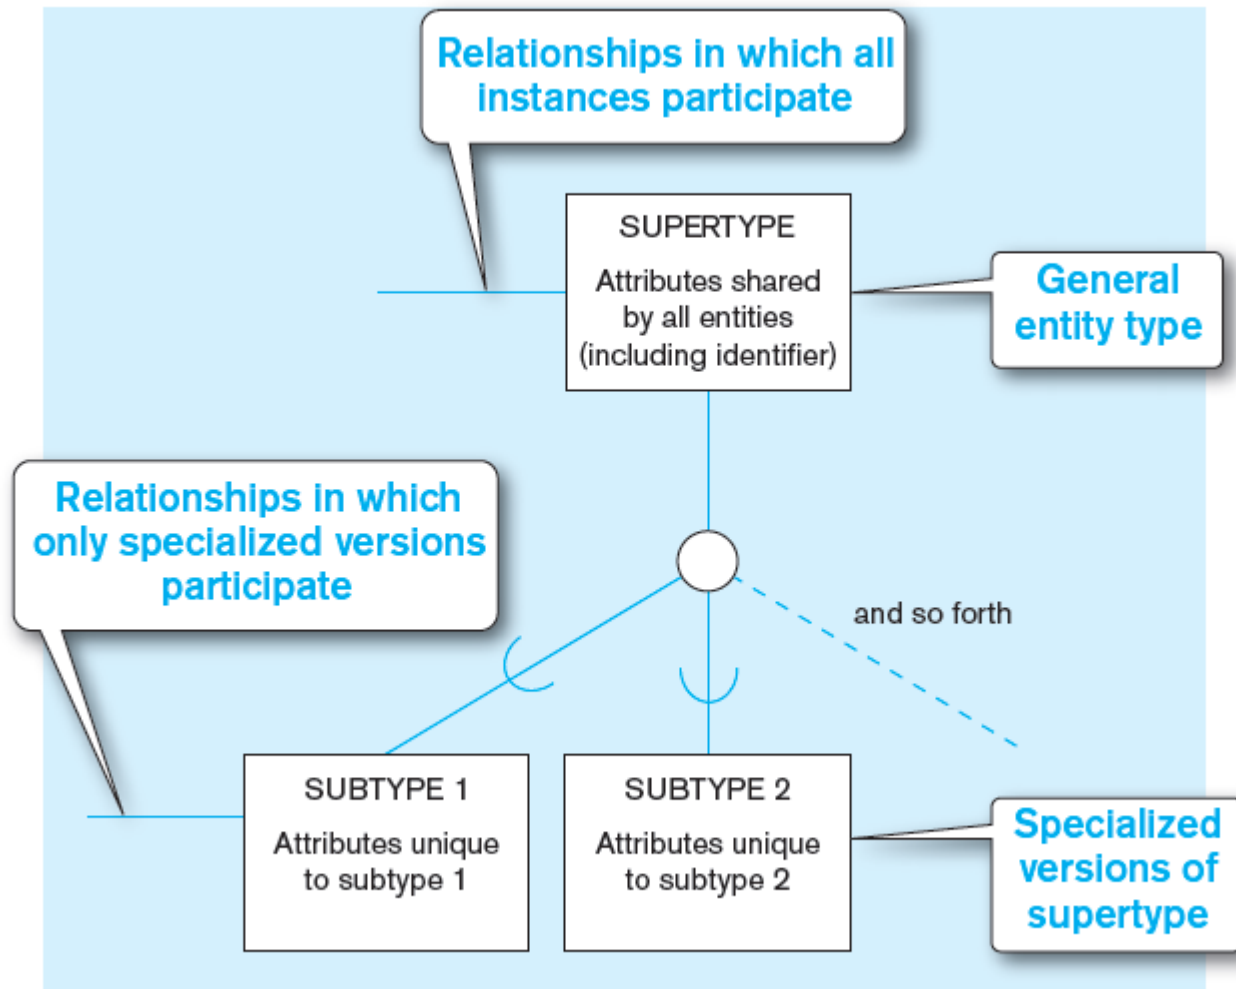 Relationships in which all
instances participate
SUPERTYPE
Attributes shared
by all entities
(including identifier)
General
entity type
Relationships in which
only specialized versions
participate
and so forth
SUBTYPE 1
Attributes unique
to subtype 1
SUBTYPE 2
Attributes unique
to subtype 2
Specialized
versions of
supertype